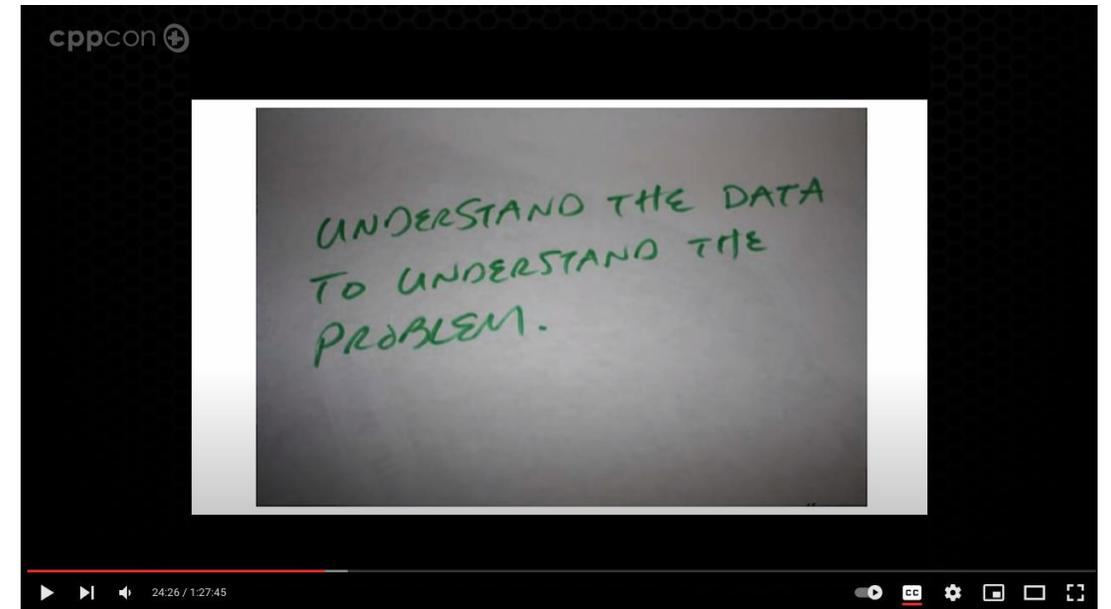 cppcon
UNDERSTAND THE DATA
TO UNDERSTAND THE
PROBLEM.
24:26 / 1:27:45
CC